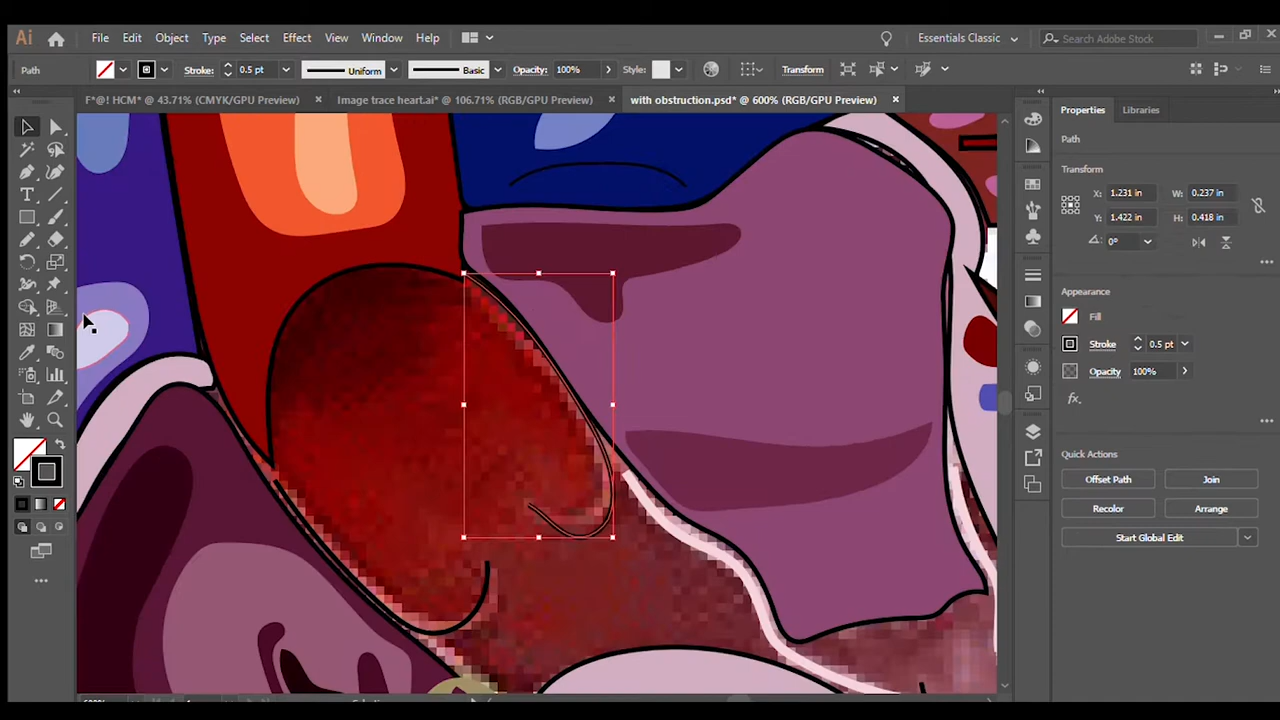 Ai File Edit Object Type Select Effect View Window Help Essentials Classic Search Adobe Stock
Path Stroke: 0.5 pt Uniform Basic Opacity: 100% Style: Transform
F*@! HCM* @ 43.71% (CMYK/GPU Preview) × Image trace heart.ai* @ 106.71% (RGB/GPU Preview) × with obstruction.psd* @ 600% (RGB/GPU Preview) ×
Properties Libraries
Path
Transform
X: 1.231 in W: 0.237 in
Y: 1.422 in H: 0.418 in
0°
Appearance
Fill
Stroke 0.5 pt
Opacity 100%
fx.
Quick Actions
Offset Path Join
Recolor Arrange
Start Global Edit